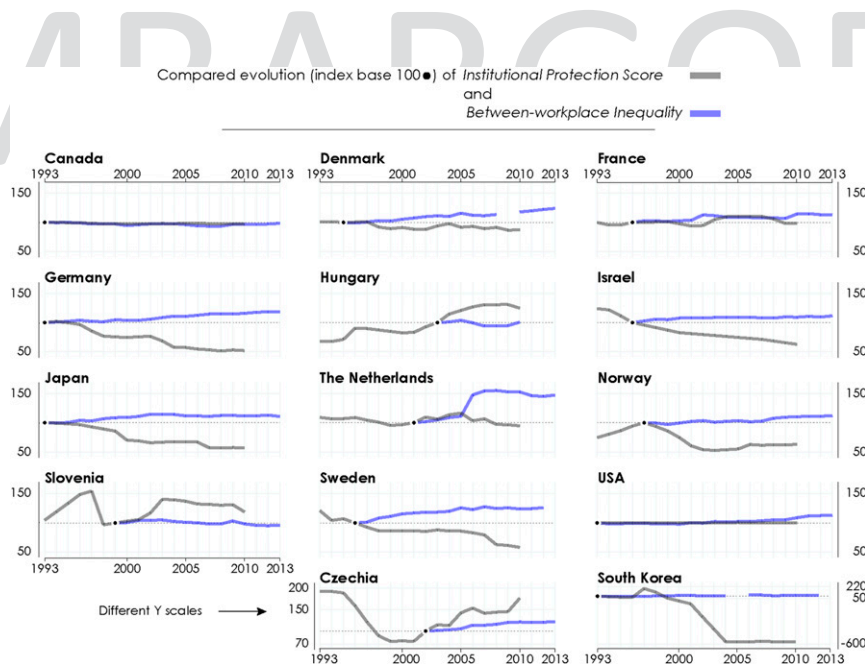 MBARGOE
Compared evolution (index base 100●) of Institutional Protection Score
and
Between-workplace Inequality
Canada
Denmark
France
1993 2000 2005 2010 2013
1993 2000 2005 2010 2013
1993 2000 2005 2010 2013
150
150
50
50
Germany
Hungary
Israel
150
150
50
50
Japan
The Netherlands
Norway
150
150
50
50
Slovenia
Sweden
USA
150
150
50
50
1993 2000 2005 2010 2013
Czechia
South Korea
200
150
70
220
50
-600
Different Y scales
1993 2000 2005 2010 2013
1993 2000 2005 2010 2013